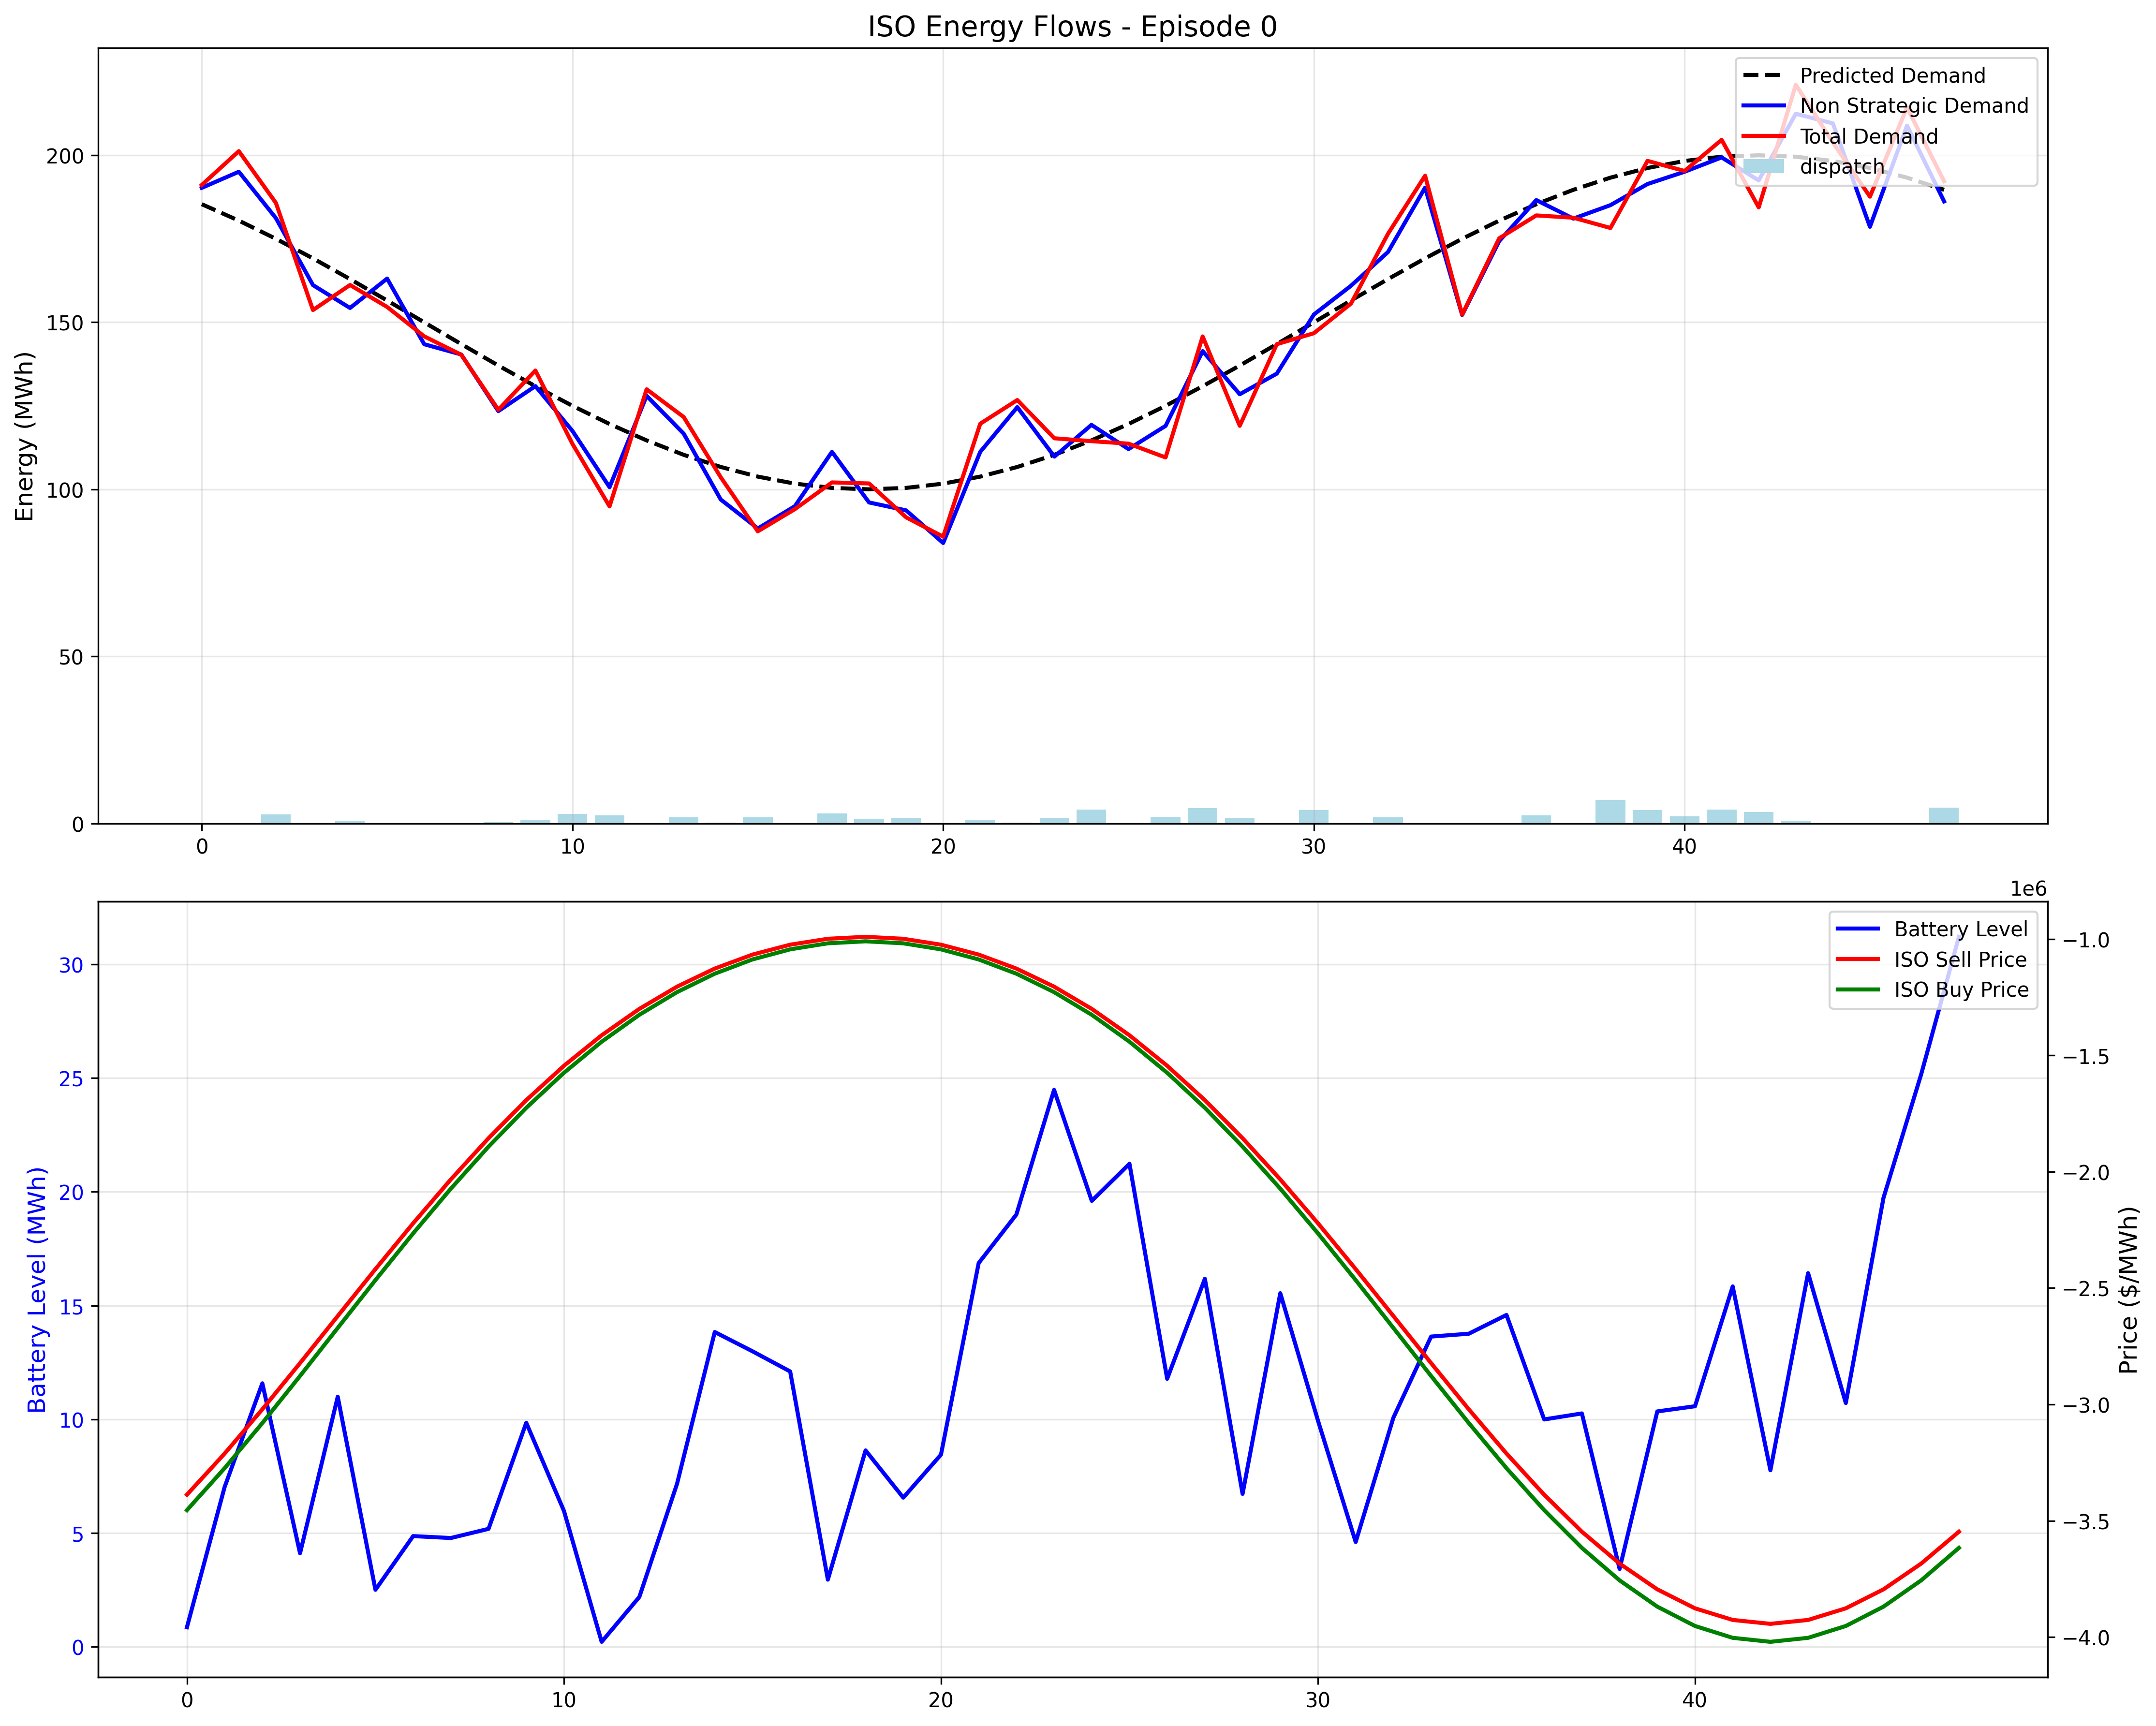 ISO Energy Flows - Episode 0
Energy (MWh)
200
150
100
50
0
Predicted Demand
Non Strategic Demand
Total Demand
dispatch
0 10 20 30 40
1e6
Battery Level (MWh)
30
25
20
15
10
5
0
Battery Level
ISO Sell Price
ISO Buy Price
−1.0
−1.5
−2.0
−2.5
−3.0
−3.5
−4.0
Price ($/MWh)
0 10 20 30 40